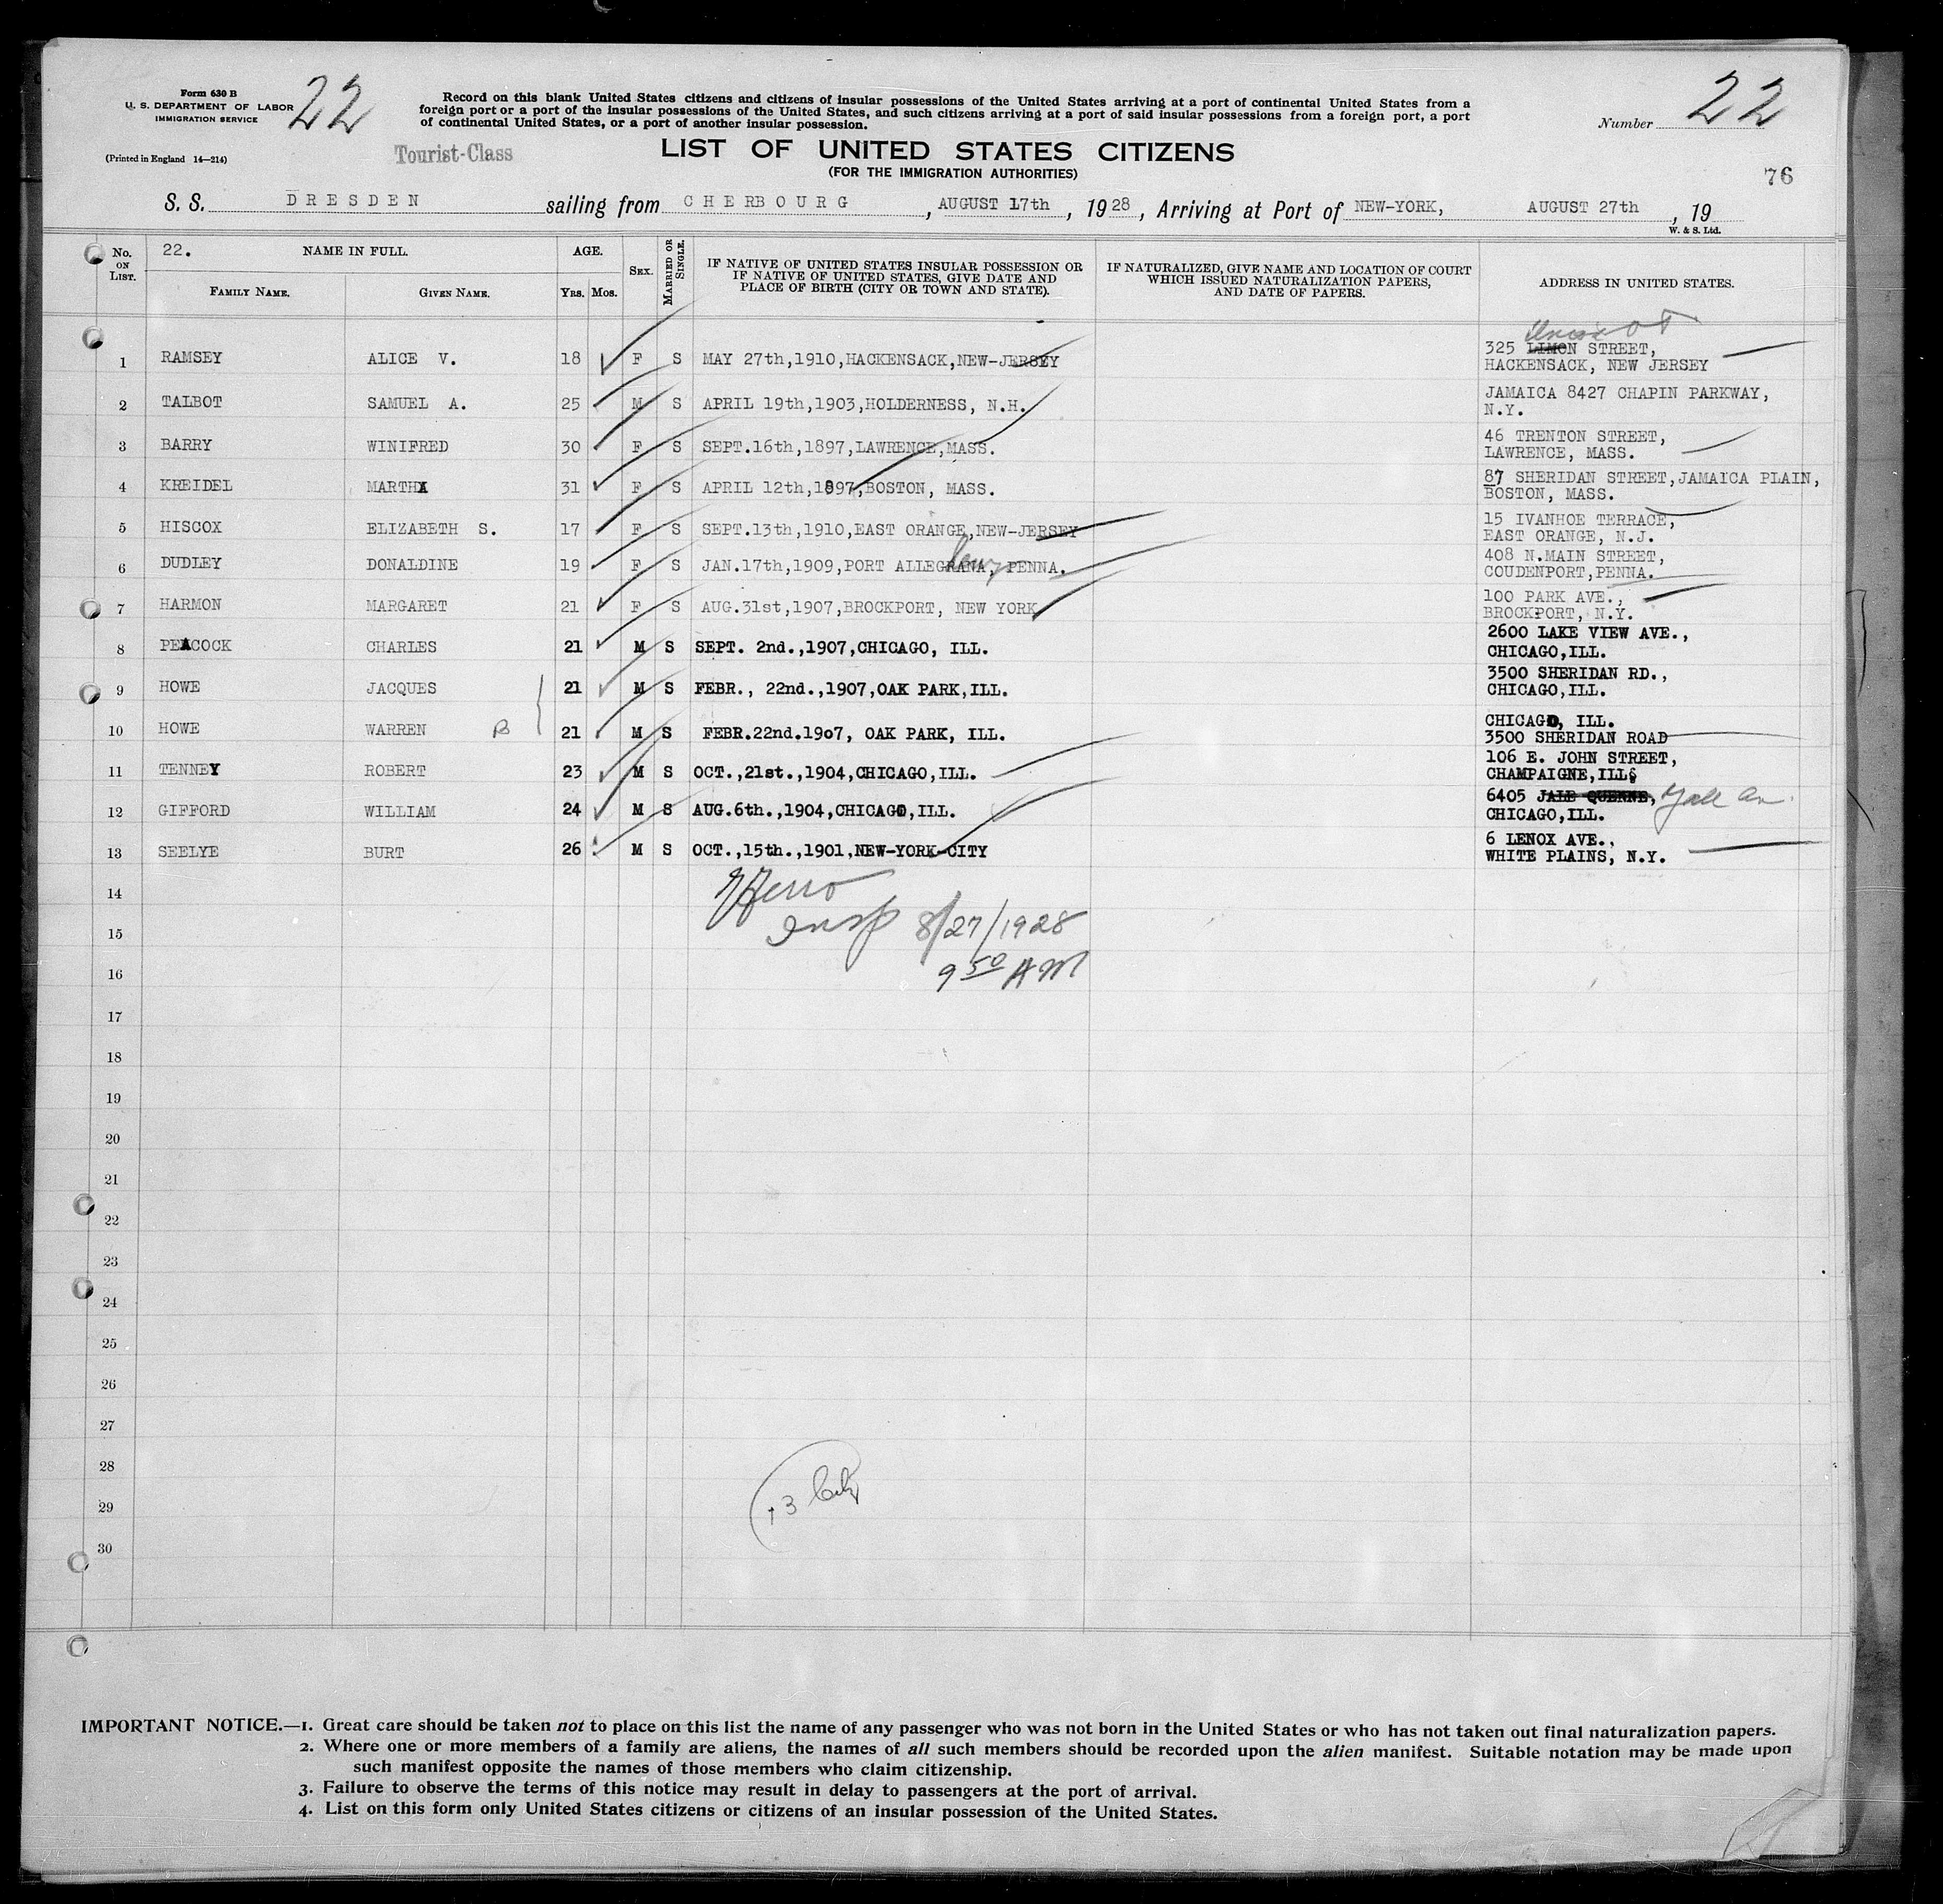 Form 630 B
U. S. DEPARTMENT OF LABOR
IMMIGRATION SERVICE
22
(Printed in England 14—214)
Record on this blank United States citizens and citizens of insular possessions of the United States arriving at a port of continental United States from a
foreign port or a port of the insular possessions of the United States, and such citizens arriving at a port of said insular possessions from a foreign port, a port
of continental United States, or a port of another insular possession.
Number 22
Tourist-Class
LIST OF UNITED STATES CITIZENS
(FOR THE IMMIGRATION AUTHORITIES)
76
S. S. DRESDEN sailing from CHERBOURG, AUGUST 17th, 1928, Arriving at Port of NEW-YORK, AUGUST 27th, 19
W. & S. Ltd.
No. ON LIST.
22. NAME IN FULL.
FAMILY NAME. GIVEN NAME.
AGE.
YRS. MOS.
SEX.
MARRIED OR SINGLE.
IF NATIVE OF UNITED STATES INSULAR POSSESSION OR
IF NATIVE OF UNITED STATES, GIVE DATE AND
PLACE OF BIRTH (CITY OR TOWN AND STATE).
IF NATURALIZED, GIVE NAME AND LOCATION OF COURT
WHICH ISSUED NATURALIZATION PAPERS,
AND DATE OF PAPERS.
ADDRESS IN UNITED STATES.
1 RAMSEY ALICE V. 18 F S MAY 27th,1910,HACKENSACK,NEW-JERSEY 325 LIMON STREET,
HACKENSACK, NEW JERSEY
2 TALBOT SAMUEL A. 25 M S APRIL 19th,1903,HOLDERNESS, N.H. JAMAICA 8427 CHAPIN PARKWAY,
N.Y.
3 BARRY WINIFRED 30 F S SEPT.16th,1897,LAWRENCE,MASS. 46 TRENTON STREET,
LAWRENCE, MASS.
4 KREIDEL MARTHA 31 F S APRIL 12th,1897,BOSTON, MASS. 87 SHERIDAN STREET,JAMAICA PLAIN,
BOSTON, MASS.
5 HISCOX ELIZABETH S. 17 F S SEPT.13th,1910,EAST ORANGE,NEW-JERSEY 15 IVANHOE TERRACE,
EAST ORANGE, N.J.
6 DUDLEY DONALDINE 19 F S JAN.17th,1909,PORT ALLEGRANA, PENNA. 408 N.MAIN STREET,
COUDENPORT,PENNA.
7 HARMON MARGARET 21 F S AUG.31st,1907,BROCKPORT, NEW YORK 100 PARK AVE.,
BROCKPORT, N.Y.
8 PEACOCK CHARLES 21 M S SEPT. 2nd.,1907,CHICAGO, ILL. 2600 LAKE VIEW AVE.,
CHICAGO,ILL.
9 HOWE JACQUES 21 M S FEBR., 22nd.,1907,OAK PARK,ILL. 3500 SHERIDAN RD.,
CHICAGO,ILL.
10 HOWE WARREN B 21 M S FEBR.22nd.19o7, OAK PARK, ILL. CHICAGO, ILL.
3500 SHERIDAN ROAD
11 TENNEY ROBERT 23 M S OCT.,21st.,1904,CHICAGO,ILL. 106 E. JOHN STREET,
CHAMPAIGNE,ILL.
12 GIFFORD WILLIAM 24 M S AUG.6th.,1904,CHICAGO,ILL. 6405 JALE QUENNE, Yale Av.
CHICAGO,ILL.
13 SEELYE BURT 26 M S OCT.,15th.,1901,NEW-YORK-CITY 6 LENOX AVE.,
WHITE PLAINS, N.Y.
14
15 Insp 8/27/1928
16 9 50 AM
17
18
19
20
21
22
23
24
25
26
27
28
29 13
30
IMPORTANT NOTICE.—1. Great care should be taken not to place on this list the name of any passenger who was not born in the United States or who has not taken out final naturalization papers.
2. Where one or more members of a family are aliens, the names of all such members should be recorded upon the alien manifest. Suitable notation may be made upon
such manifest opposite the names of those members who claim citizenship.
3. Failure to observe the terms of this notice may result in delay to passengers at the port of arrival.
4. List on this form only United States citizens or citizens of an insular possession of the United States.